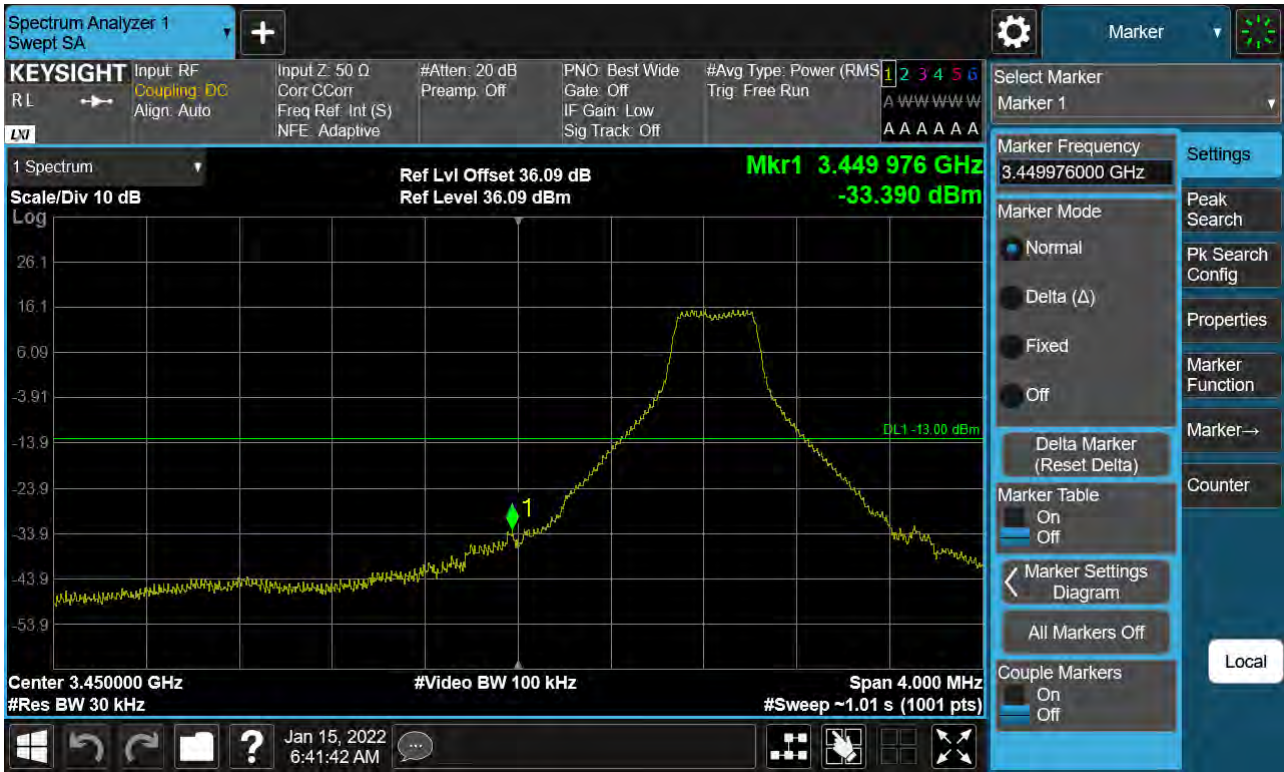 Spectrum Analyzer 1
Swept SA
+
Marker
KEYSIGHT
RL
LXI
Input: RF
Coupling: DC
Align: Auto
Input Z: 50 Ω
Corr CCorr
Freq Ref: Int (S)
NFE: Adaptive
#Atten: 20 dB
Preamp: Off
PNO: Best Wide
Gate: Off
IF Gain: Low
Sig Track: Off
#Avg Type: Power (RMS
Trig: Free Run
1 2 3 4 5 6
A W W W W W
A A A A A A
Select Marker
Marker 1
1 Spectrum
Scale/Div 10 dB
Log
Ref Lvl Offset 36.09 dB
Ref Level 36.09 dBm
Mkr1 3.449 976 GHz
-33.390 dBm
26.1
16.1
6.09
-3.91
-13.9
-23.9
-33.9
-43.9
-53.9
DL1 -13.00 dBm
1
Center 3.450000 GHz
#Res BW 30 kHz
#Video BW 100 kHz
Span 4.000 MHz
#Sweep ~1.01 s (1001 pts)
Marker Frequency
3.449976000 GHz
Marker Mode
Normal
Delta (Δ)
Fixed
Off
Delta Marker
(Reset Delta)
Marker Table
On
Off
Marker Settings
Diagram
All Markers Off
Couple Markers
On
Off
Settings
Peak
Search
Pk Search
Config
Properties
Marker
Function
Marker→
Counter
Local
?
Jan 15, 2022
6:41:42 AM